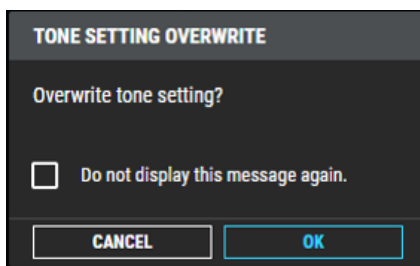 TONE SETTING OVERWRITE
Overwrite tone setting?
Do not display this message again.
CANCEL
OK